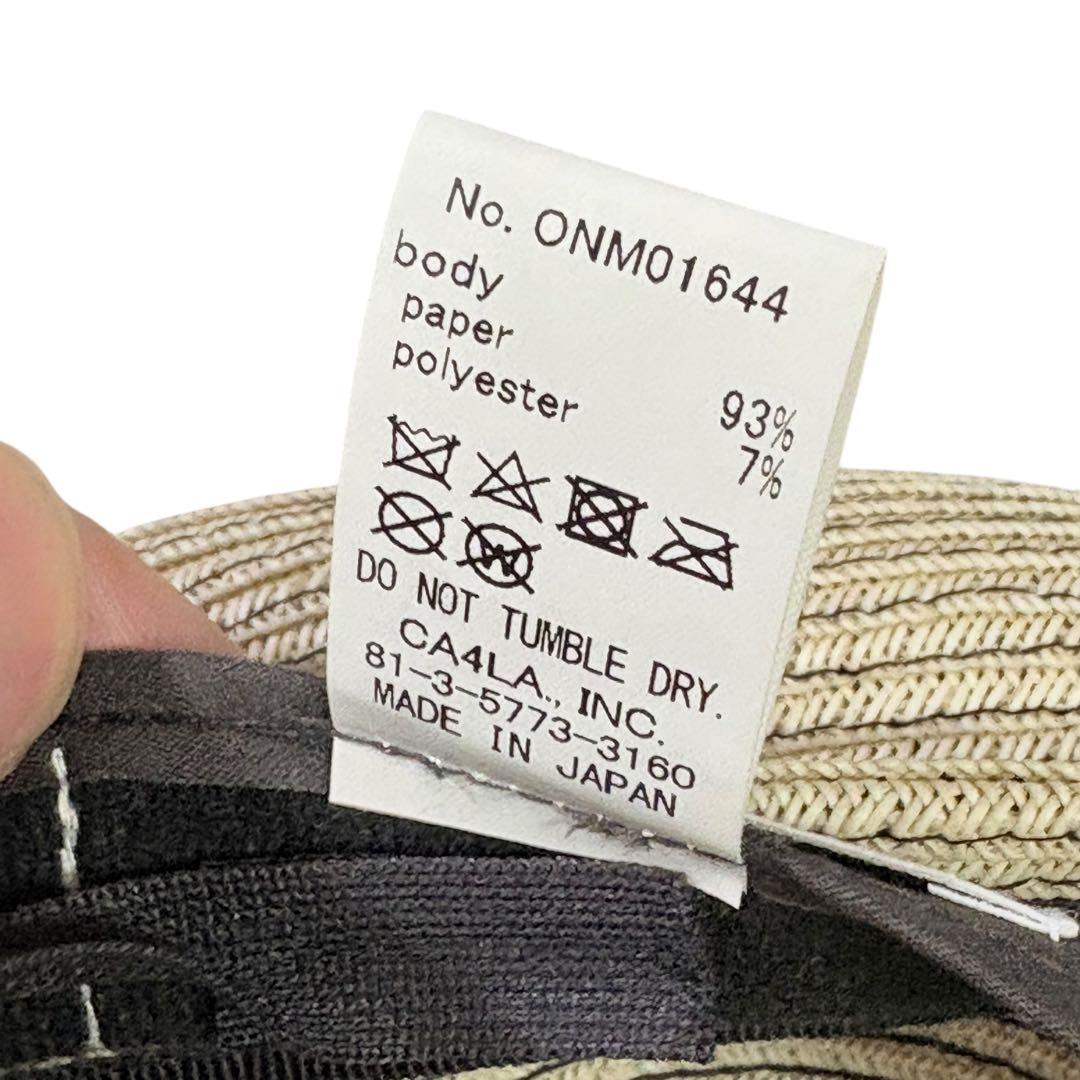 No. ONM01644
body
paper 93%
polyester 7%
DO NOT TUMBLE DRY.
CA4LA., INC.
81-3-5773-3160
MADE IN JAPAN